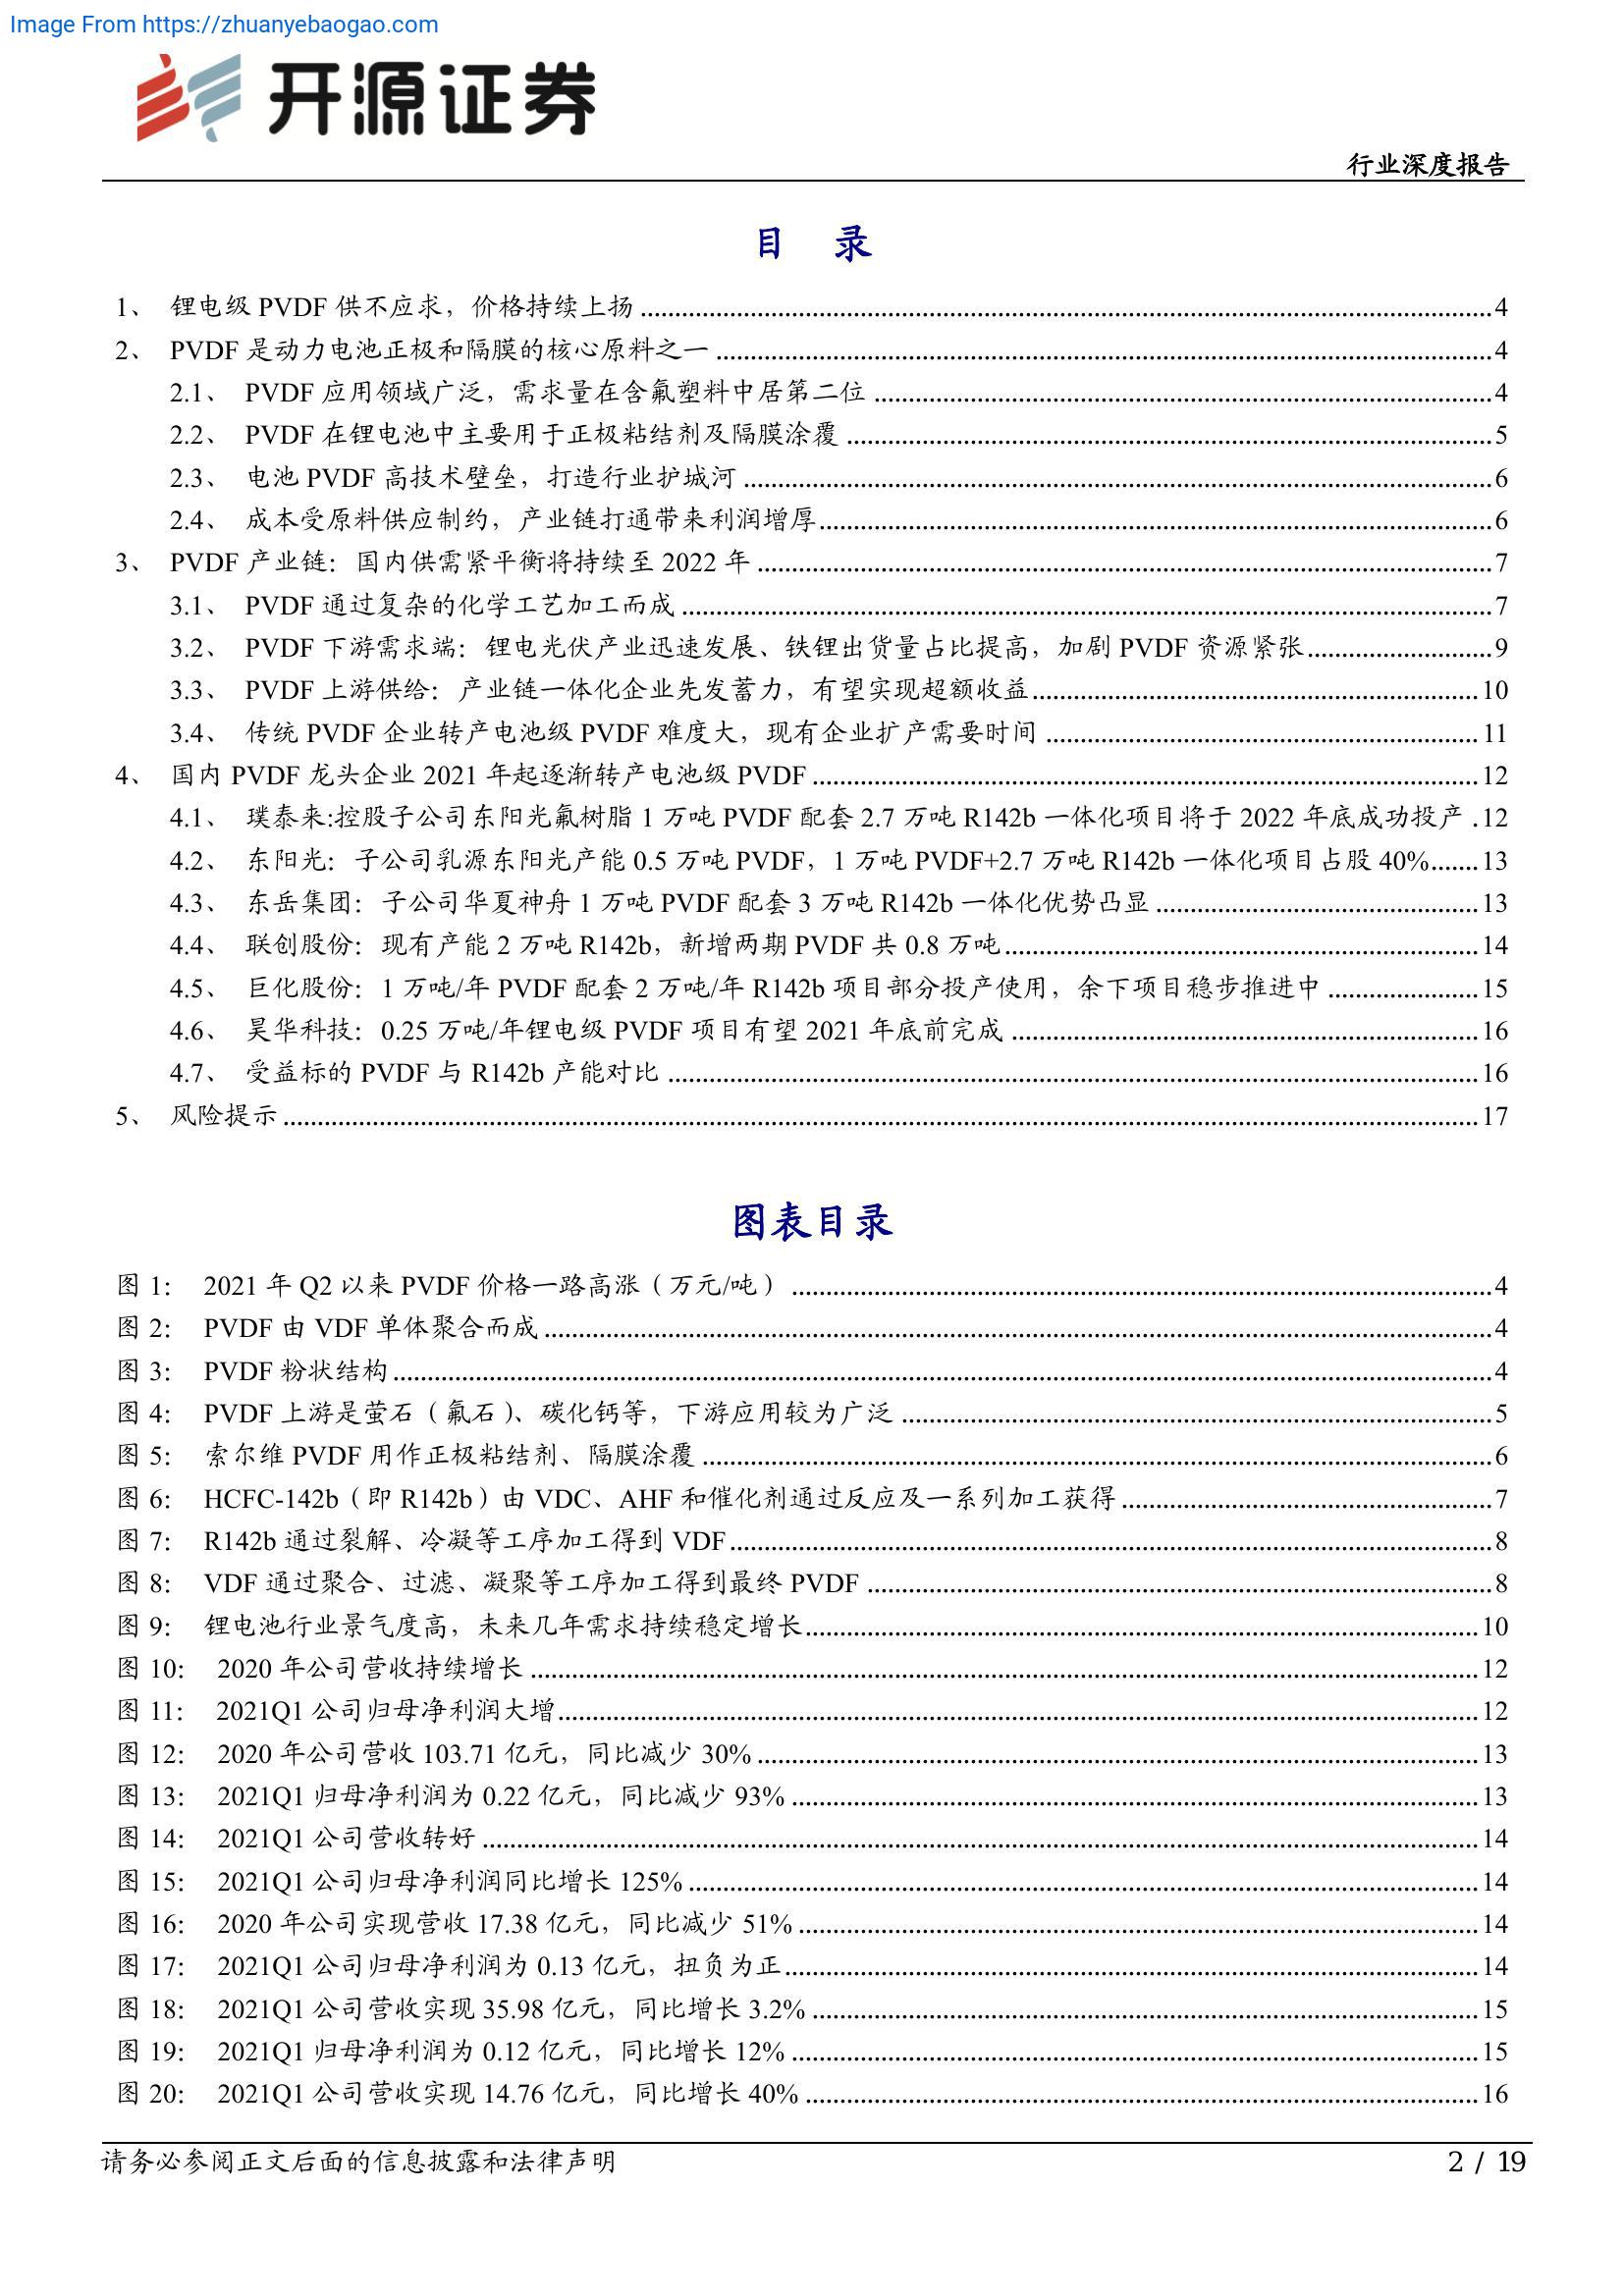 Image From https://zhuanyebaogao.com
开源证券
行业深度报告
目 录
1、 锂电级 PVDF 供不应求，价格持续上扬 ........ 4
2、 PVDF 是动力电池正极和隔膜的核心原料之一 ........ 4
2.1、 PVDF 应用领域广泛，需求量在含氟塑料中居第二位 ........ 4
2.2、 PVDF 在锂电池中主要用于正极粘结剂及隔膜涂覆 ........ 5
2.3、 电池 PVDF 高技术壁垒，打造行业护城河 ........ 6
2.4、 成本受原料供应制约，产业链打通带来利润增厚 ........ 6
3、 PVDF 产业链：国内供需紧平衡将持续至 2022 年 ........ 7
3.1、 PVDF 通过复杂的化学工艺加工而成 ........ 7
3.2、 PVDF 下游需求端：锂电光伏产业迅速发展、铁锂出货量占比提高，加剧 PVDF 资源紧张 ........ 9
3.3、 PVDF 上游供给：产业链一体化企业先发蓄力，有望实现超额收益 ........ 10
3.4、 传统 PVDF 企业转产电池级 PVDF 难度大，现有企业扩产需要时间 ........ 11
4、 国内 PVDF 龙头企业 2021 年起逐渐转产电池级 PVDF ........ 12
4.1、 璞泰来:控股子公司东阳光氟树脂 1 万吨 PVDF 配套 2.7 万吨 R142b 一体化项目将于 2022 年底成功投产 . 12
4.2、 东阳光：子公司乳源东阳光产能 0.5 万吨 PVDF，1 万吨 PVDF+2.7 万吨 R142b 一体化项目占股 40% ....... 13
4.3、 东岳集团：子公司华夏神舟 1 万吨 PVDF 配套 3 万吨 R142b 一体化优势凸显 ........ 13
4.4、 联创股份：现有产能 2 万吨 R142b，新增两期 PVDF 共 0.8 万吨 ........ 14
4.5、 巨化股份：1 万吨/年 PVDF 配套 2 万吨/年 R142b 项目部分投产使用，余下项目稳步推进中 ........ 15
4.6、 昊华科技：0.25 万吨/年锂电级 PVDF 项目有望 2021 年底前完成 ........ 16
4.7、 受益标的 PVDF 与 R142b 产能对比 ........ 16
5、 风险提示 ........ 17
图表目录
图 1： 2021 年 Q2 以来 PVDF 价格一路高涨（万元/吨） ........ 4
图 2： PVDF 由 VDF 单体聚合而成 ........ 4
图 3： PVDF 粉状结构 ........ 4
图 4： PVDF 上游是萤石（氟石）、碳化钙等，下游应用较为广泛 ........ 5
图 5： 索尔维 PVDF 用作正极粘结剂、隔膜涂覆 ........ 6
图 6： HCFC-142b（即 R142b）由 VDC、AHF 和催化剂通过反应及一系列加工获得 ........ 7
图 7： R142b 通过裂解、冷凝等工序加工得到 VDF ........ 8
图 8： VDF 通过聚合、过滤、凝聚等工序加工得到最终 PVDF ........ 8
图 9： 锂电池行业景气度高，未来几年需求持续稳定增长 ........ 10
图 10： 2020 年公司营收持续增长 ........ 12
图 11： 2021Q1 公司归母净利润大增 ........ 12
图 12： 2020 年公司营收 103.71 亿元，同比减少 30% ........ 13
图 13： 2021Q1 归母净利润为 0.22 亿元，同比减少 93% ........ 13
图 14： 2021Q1 公司营收转好 ........ 14
图 15： 2021Q1 公司归母净利润同比增长 125% ........ 14
图 16： 2020 年公司实现营收 17.38 亿元，同比减少 51% ........ 14
图 17： 2021Q1 公司归母净利润为 0.13 亿元，扭负为正 ........ 14
图 18： 2021Q1 公司营收实现 35.98 亿元，同比增长 3.2% ........ 15
图 19： 2021Q1 归母净利润为 0.12 亿元，同比增长 12% ........ 15
图 20： 2021Q1 公司营收实现 14.76 亿元，同比增长 40% ........ 16
请务必参阅正文后面的信息披露和法律声明
2 / 19